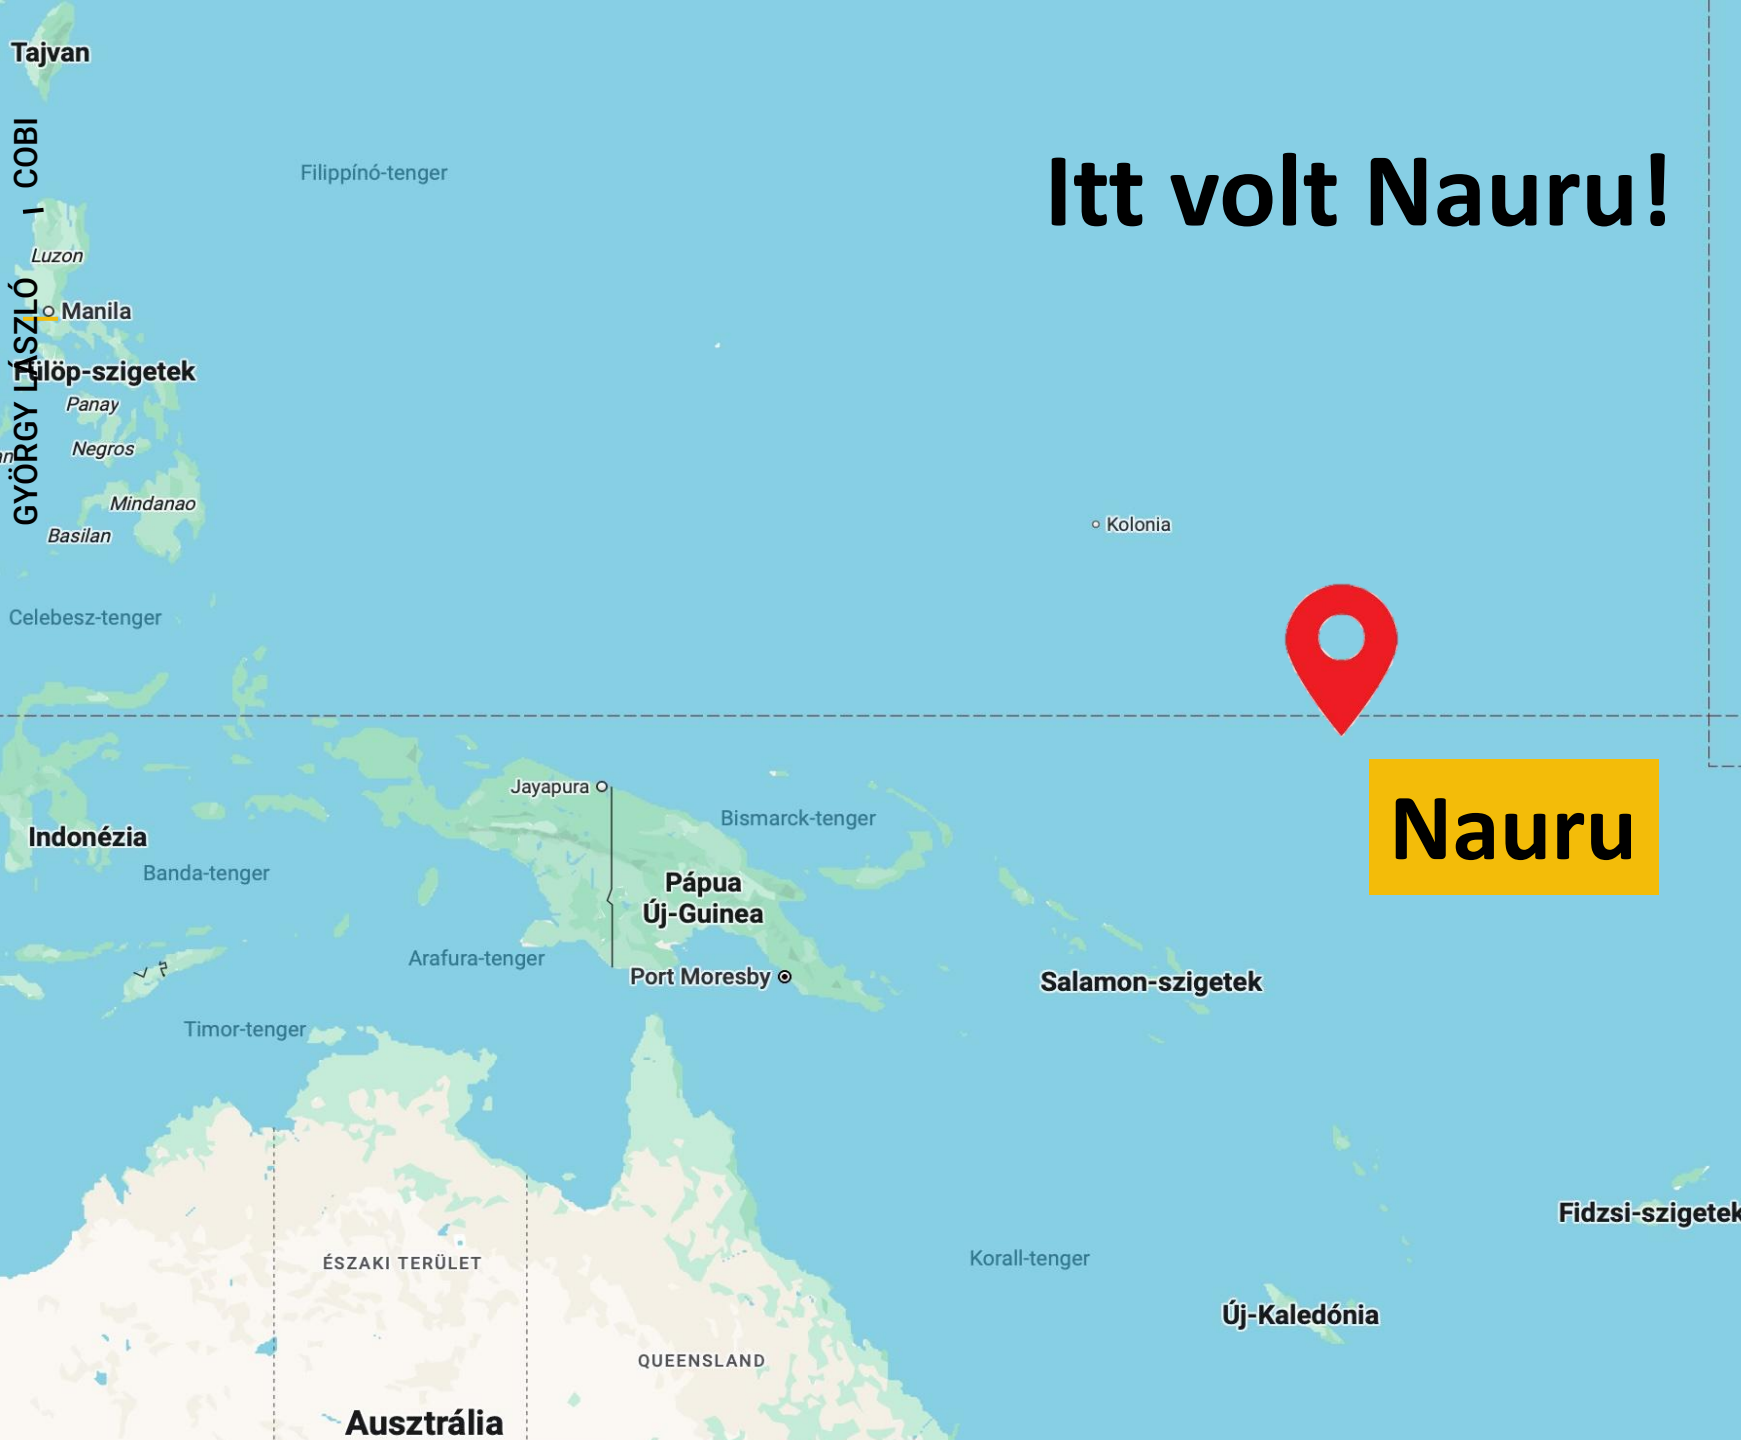 Tajvan
GYÖRGY LÁSZLÓ I COBI
Filippínó-tenger
Itt volt Nauru!
Luzon
Manila
Fülöp-szigetek
Panay
Negros
Mindanao
Basilan
Kolonia
Celebesz-tenger
Jayapura
Nauru
Bismarck-tenger
Indonézia
Banda-tenger
Pápua
Új-Guinea
Arafura-tenger
Port Moresby
Salamon-szigetek
Timor-tenger
Fidzsi-szigetek
ÉSZAKI TERÜLET
Korall-tenger
Új-Kaledónia
QUEENSLAND
Ausztrália